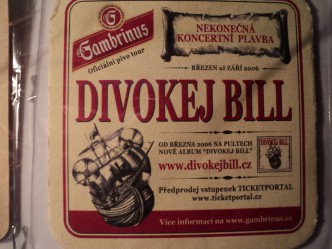 Gambrinus
Oficiální pivo tour
NEKONEČNÁ
KONCERTNÍ PLAVBA
BŘEZEN až ZÁŘÍ 2006
DIVOKEJ BILL
OD BŘEZNA 2006 NA PULTECH
NOVÉ ALBUM "DIVOKEJ BILL"
DIVOKEJ BILL
www.divokejbill.cz
Předprodej vstupenek TICKETPORTAL
www.ticketportal.cz
Více informací na www.gambrinus.cz